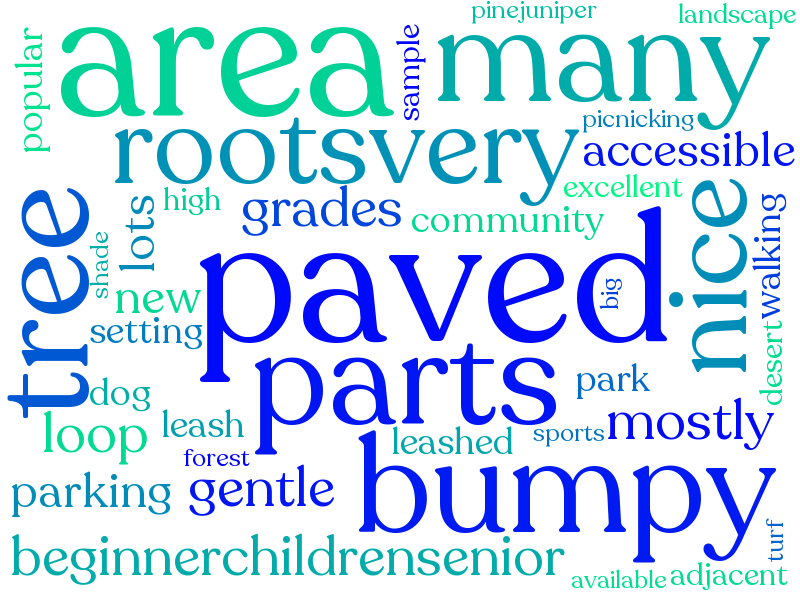 pinejuniper
landscape
popular
area
sample
many
rootsvery
picnicking
accessible
excellent
tree
shade
lots
high
grades
community
nice
walking
new
setting
paved
big
desert
dog
parts
park
loop
leash
leashed
sports
mostly
forest
parking
gentle
bumpy
turf
beginnerchildrensenior
available
adjacent